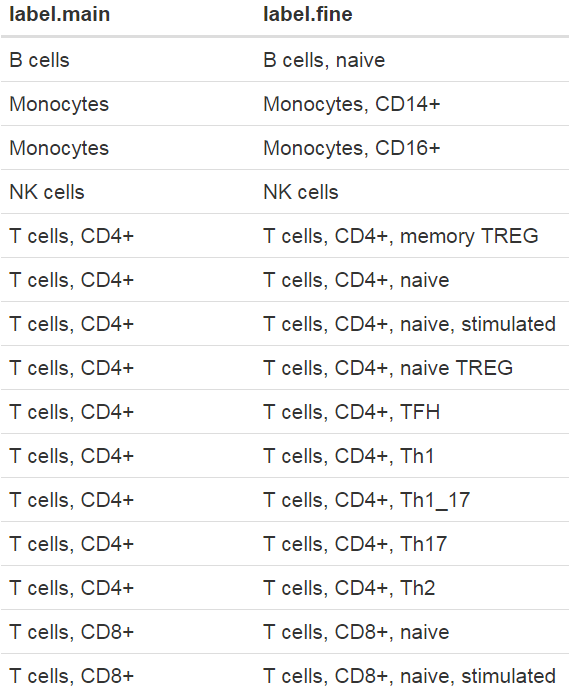 label.main label.fine
B cells B cells, naive
Monocytes Monocytes, CD14+
Monocytes Monocytes, CD16+
NK cells NK cells
T cells, CD4+ T cells, CD4+, memory TREG
T cells, CD4+ T cells, CD4+, naive
T cells, CD4+ T cells, CD4+, naive, stimulated
T cells, CD4+ T cells, CD4+, naive TREG
T cells, CD4+ T cells, CD4+, TFH
T cells, CD4+ T cells, CD4+, Th1
T cells, CD4+ T cells, CD4+, Th1_17
T cells, CD4+ T cells, CD4+, Th17
T cells, CD4+ T cells, CD4+, Th2
T cells, CD8+ T cells, CD8+, naive
T cells, CD8+ T cells, CD8+, naive, stimulated